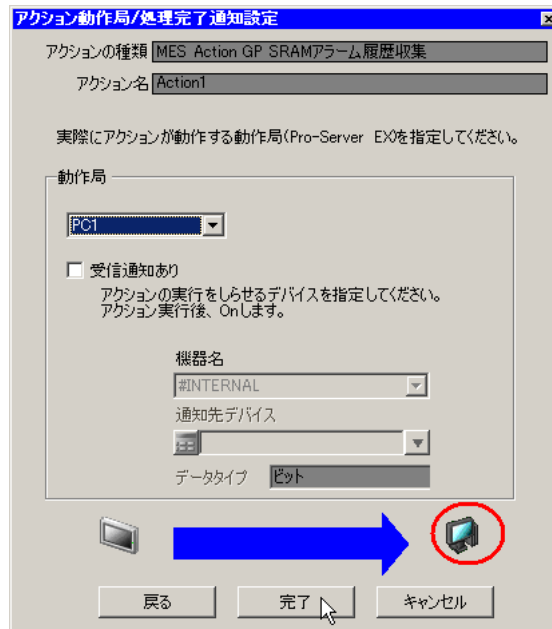 アクション動作局/処理完了通知設定
アクションの種類 MES Action GP SRAMアラーム履歴収集
アクション名 Action1
実際にアクションが動作する動作局(Pro-Server EX)を指定してください。
動作局
PC1
受信通知あり
アクションの実行をしらせるデバイスを指定してください。
アクション実行後、Onします。
機器名
#INTERNAL
通知先デバイス
データタイプ ビット
戻る 完了 キャンセル